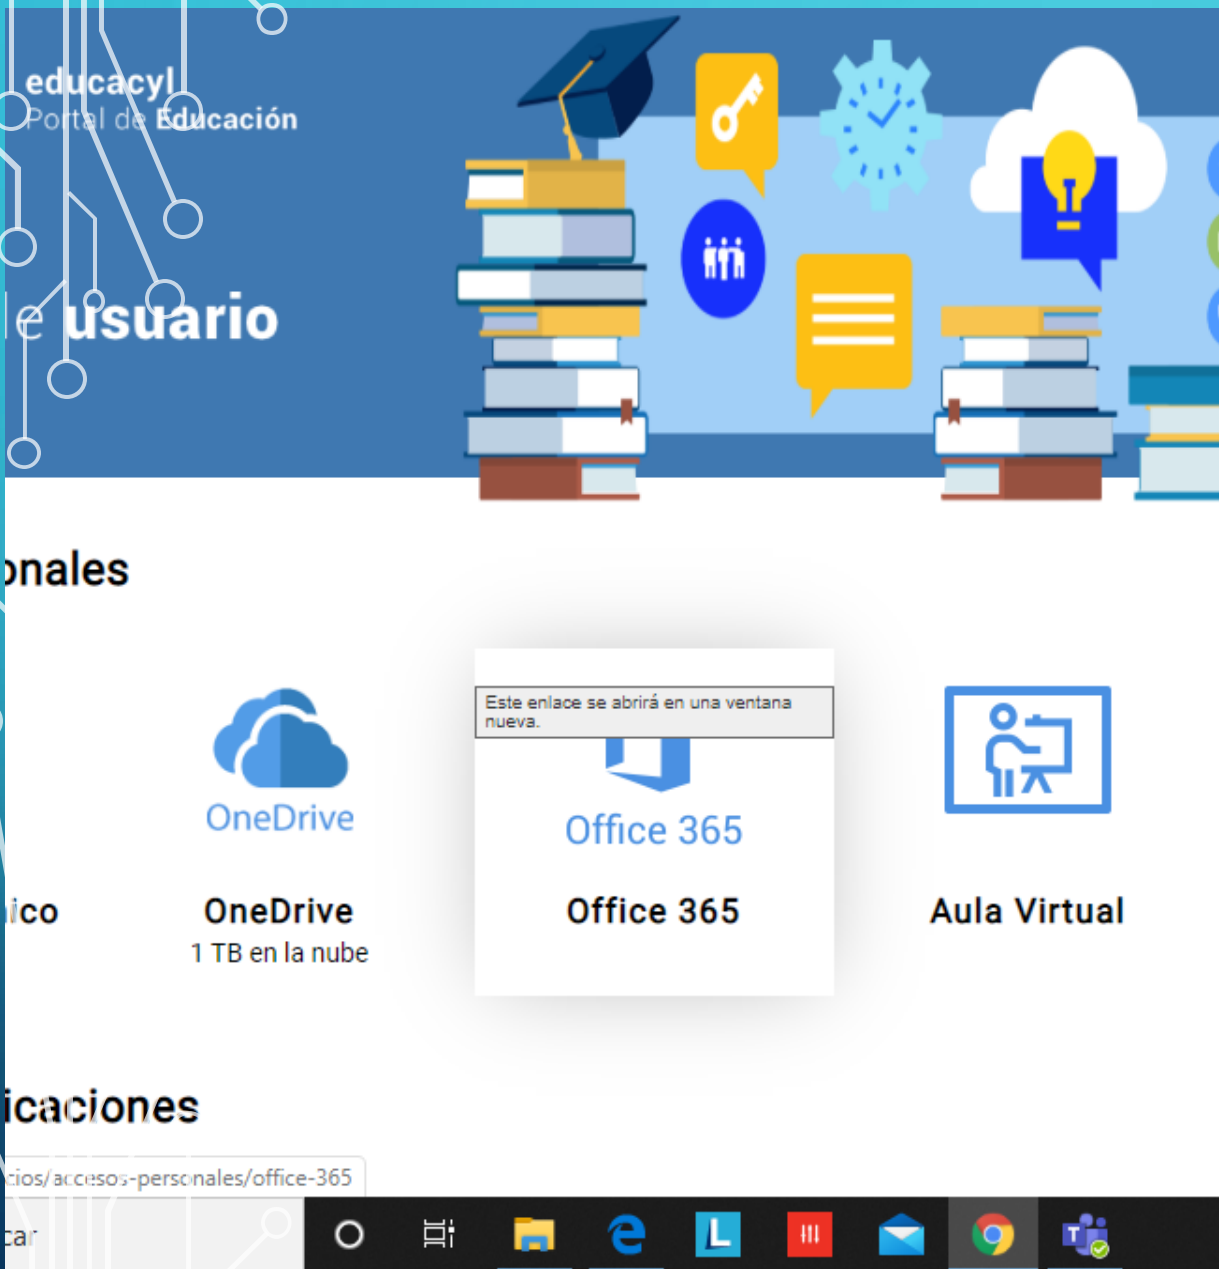 educacyl
Portal de Educación
de usuario
onales
Este enlace se abrirá en una ventana
nueva.
OneDrive
Office 365
ico
OneDrive
Office 365
Aula Virtual
1 TB en la nube
icaciones
cios/accesos-personales/office-365
car